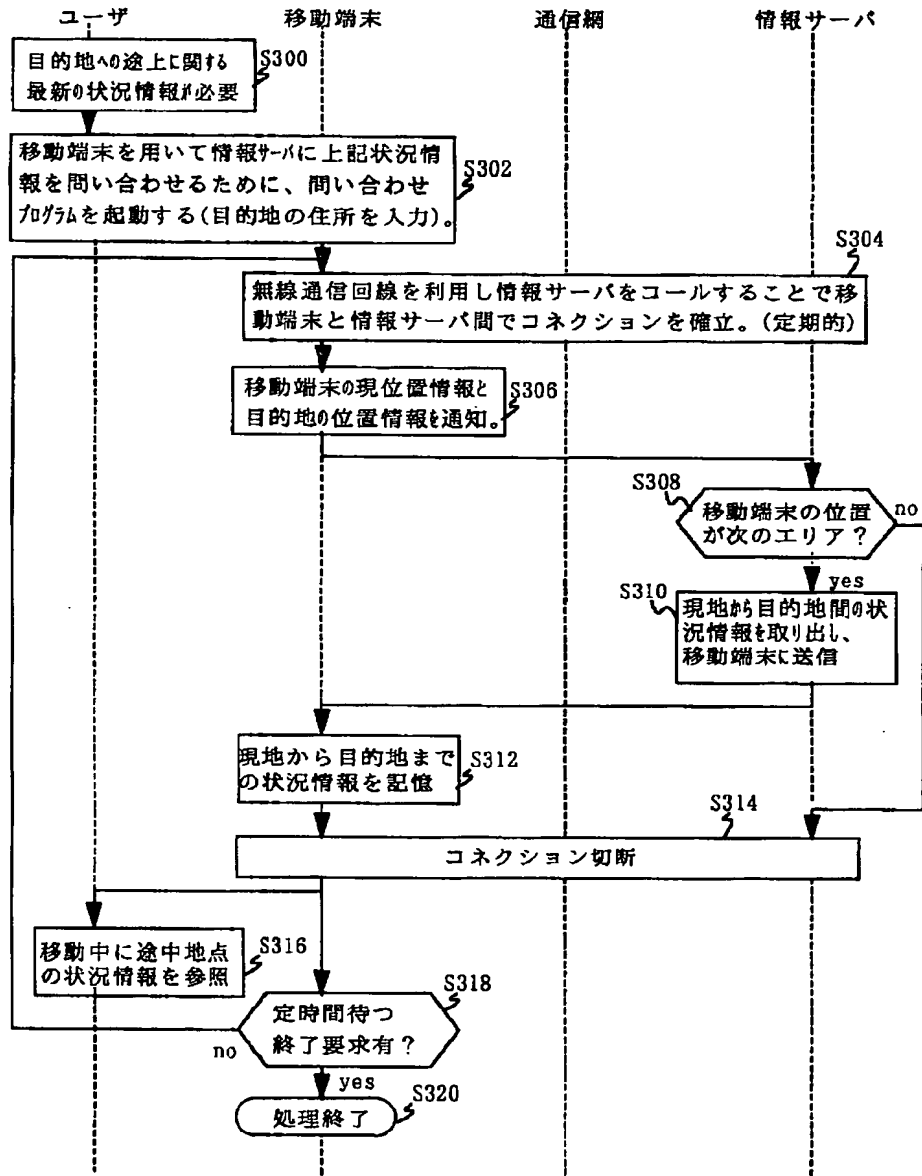 ユーザ
移動端末
通信網
情報サーバ
S300
目的地への途上に関する
最新の状況情報が必要
S302
移動端末を用いて情報サーバに上記状況情
報を問い合わせるために、問い合わせ
プログラムを起動する(目的地の住所を入力)。
S304
無線通信回線を利用し情報サーバをコールすることで移
動端末と情報サーバ間でコネクションを確立。(定期的)
S306
移動端末の現位置情報と
目的地の位置情報を通知。
S308
移動端末の位置
が次のエリア?
no
yes
S310
現地から目的地間の状
況情報を取り出し、
移動端末に送信
S312
現地から目的地まで
の状況情報を記憶
S314
コネクション切断
S316
移動中に途中地点
の状況情報を参照
S318
定時間待つ
終了要求有?
no
yes
S320
処理終了